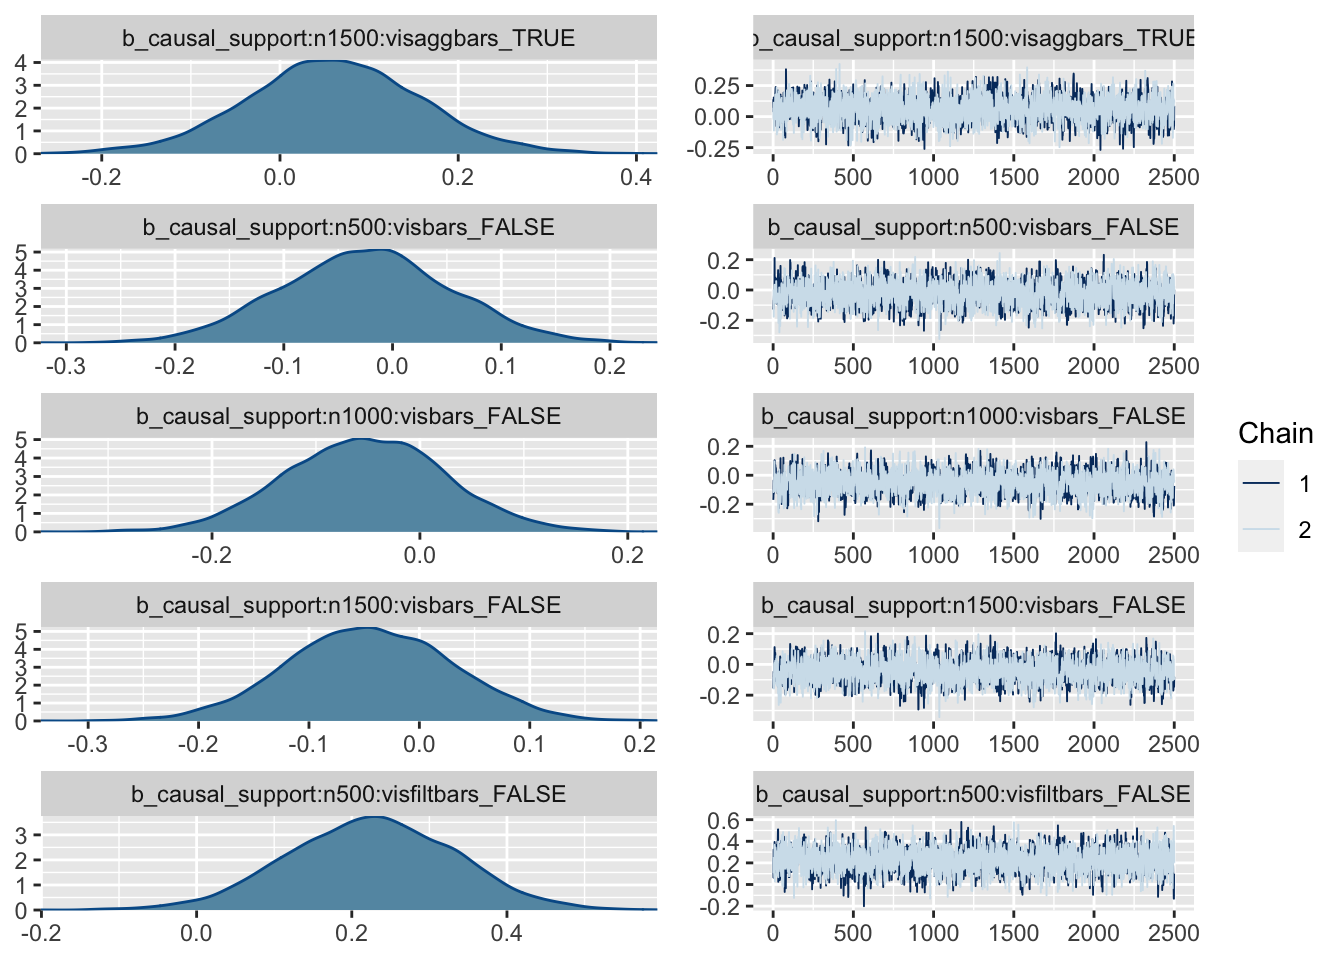 b_causal_support:n1500:visaggbars_TRUE
4
3
2
1
0
-0.2 0.0 0.2 0.4
b_causal_support:n1500:visaggbars_TRUE
0.25
0.00
-0.25
0 500 1000 1500 2000 2500
b_causal_support:n500:visbars_FALSE
5
4
3
2
1
0
-0.3 -0.2 -0.1 0.0 0.1 0.2
b_causal_support:n500:visbars_FALSE
0.2
0.0
-0.2
0 500 1000 1500 2000 2500
b_causal_support:n1000:visbars_FALSE
5
4
3
2
1
0
-0.2 0.0 0.2
b_causal_support:n1000:visbars_FALSE
0.2
0.0
-0.2
0 500 1000 1500 2000 2500
b_causal_support:n1500:visbars_FALSE
5
4
3
2
1
0
-0.3 -0.2 -0.1 0.0 0.1 0.2
b_causal_support:n1500:visbars_FALSE
0.2
0.0
-0.2
0 500 1000 1500 2000 2500
b_causal_support:n500:visfiltbars_FALSE
3
2
1
0
-0.2 0.0 0.2 0.4
b_causal_support:n500:visfiltbars_FALSE
0.6
0.4
0.2
0.0
-0.2
0 500 1000 1500 2000 2500
Chain
1
2